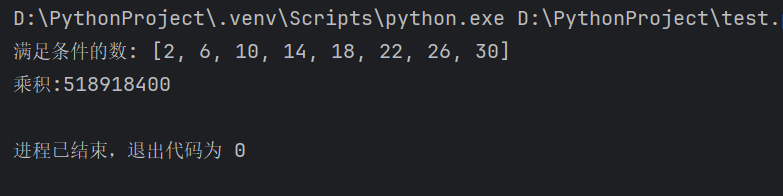 D:\PythonProject\.venv\Scripts\python.exe D:\PythonProject\test.
满足条件的数: [2, 6, 10, 14, 18, 22, 26, 30]
乘积:518918400
进程已结束，退出代码为 0